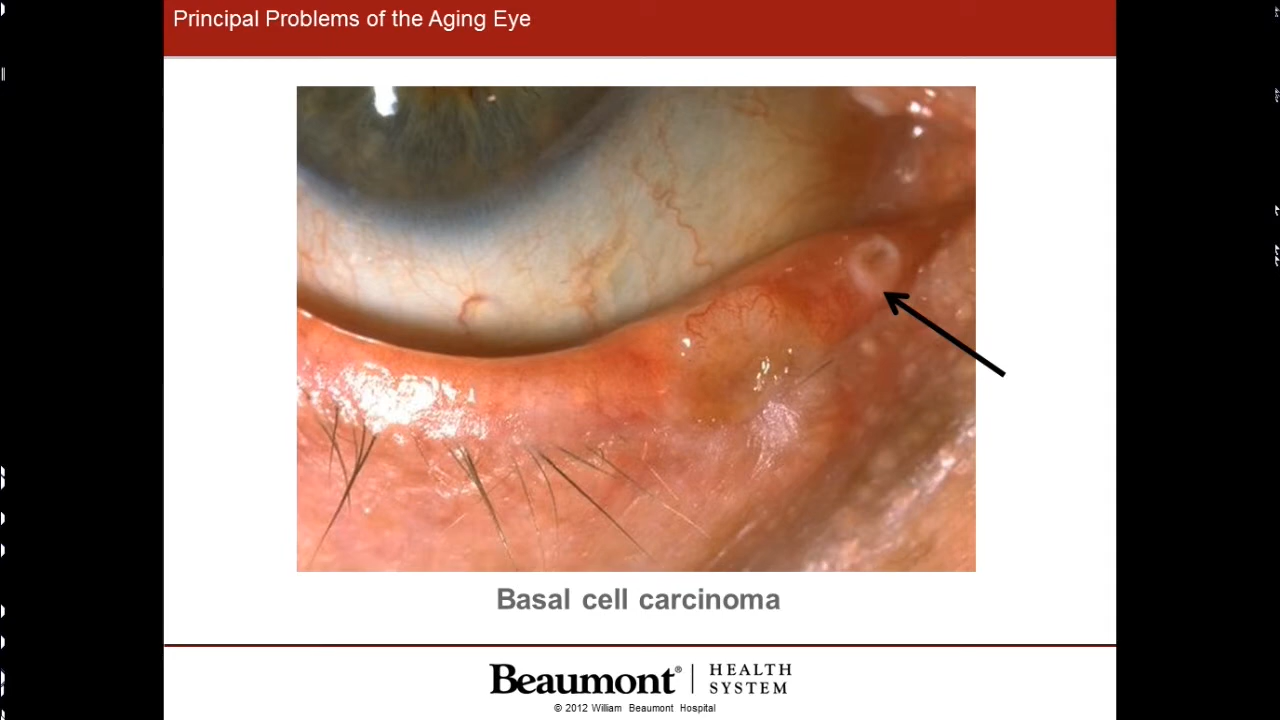 Principal Problems of the Aging Eye
Basal cell carcinoma
Beaumont® | HEALTH SYSTEM
© 2012 William Beaumont Hospital